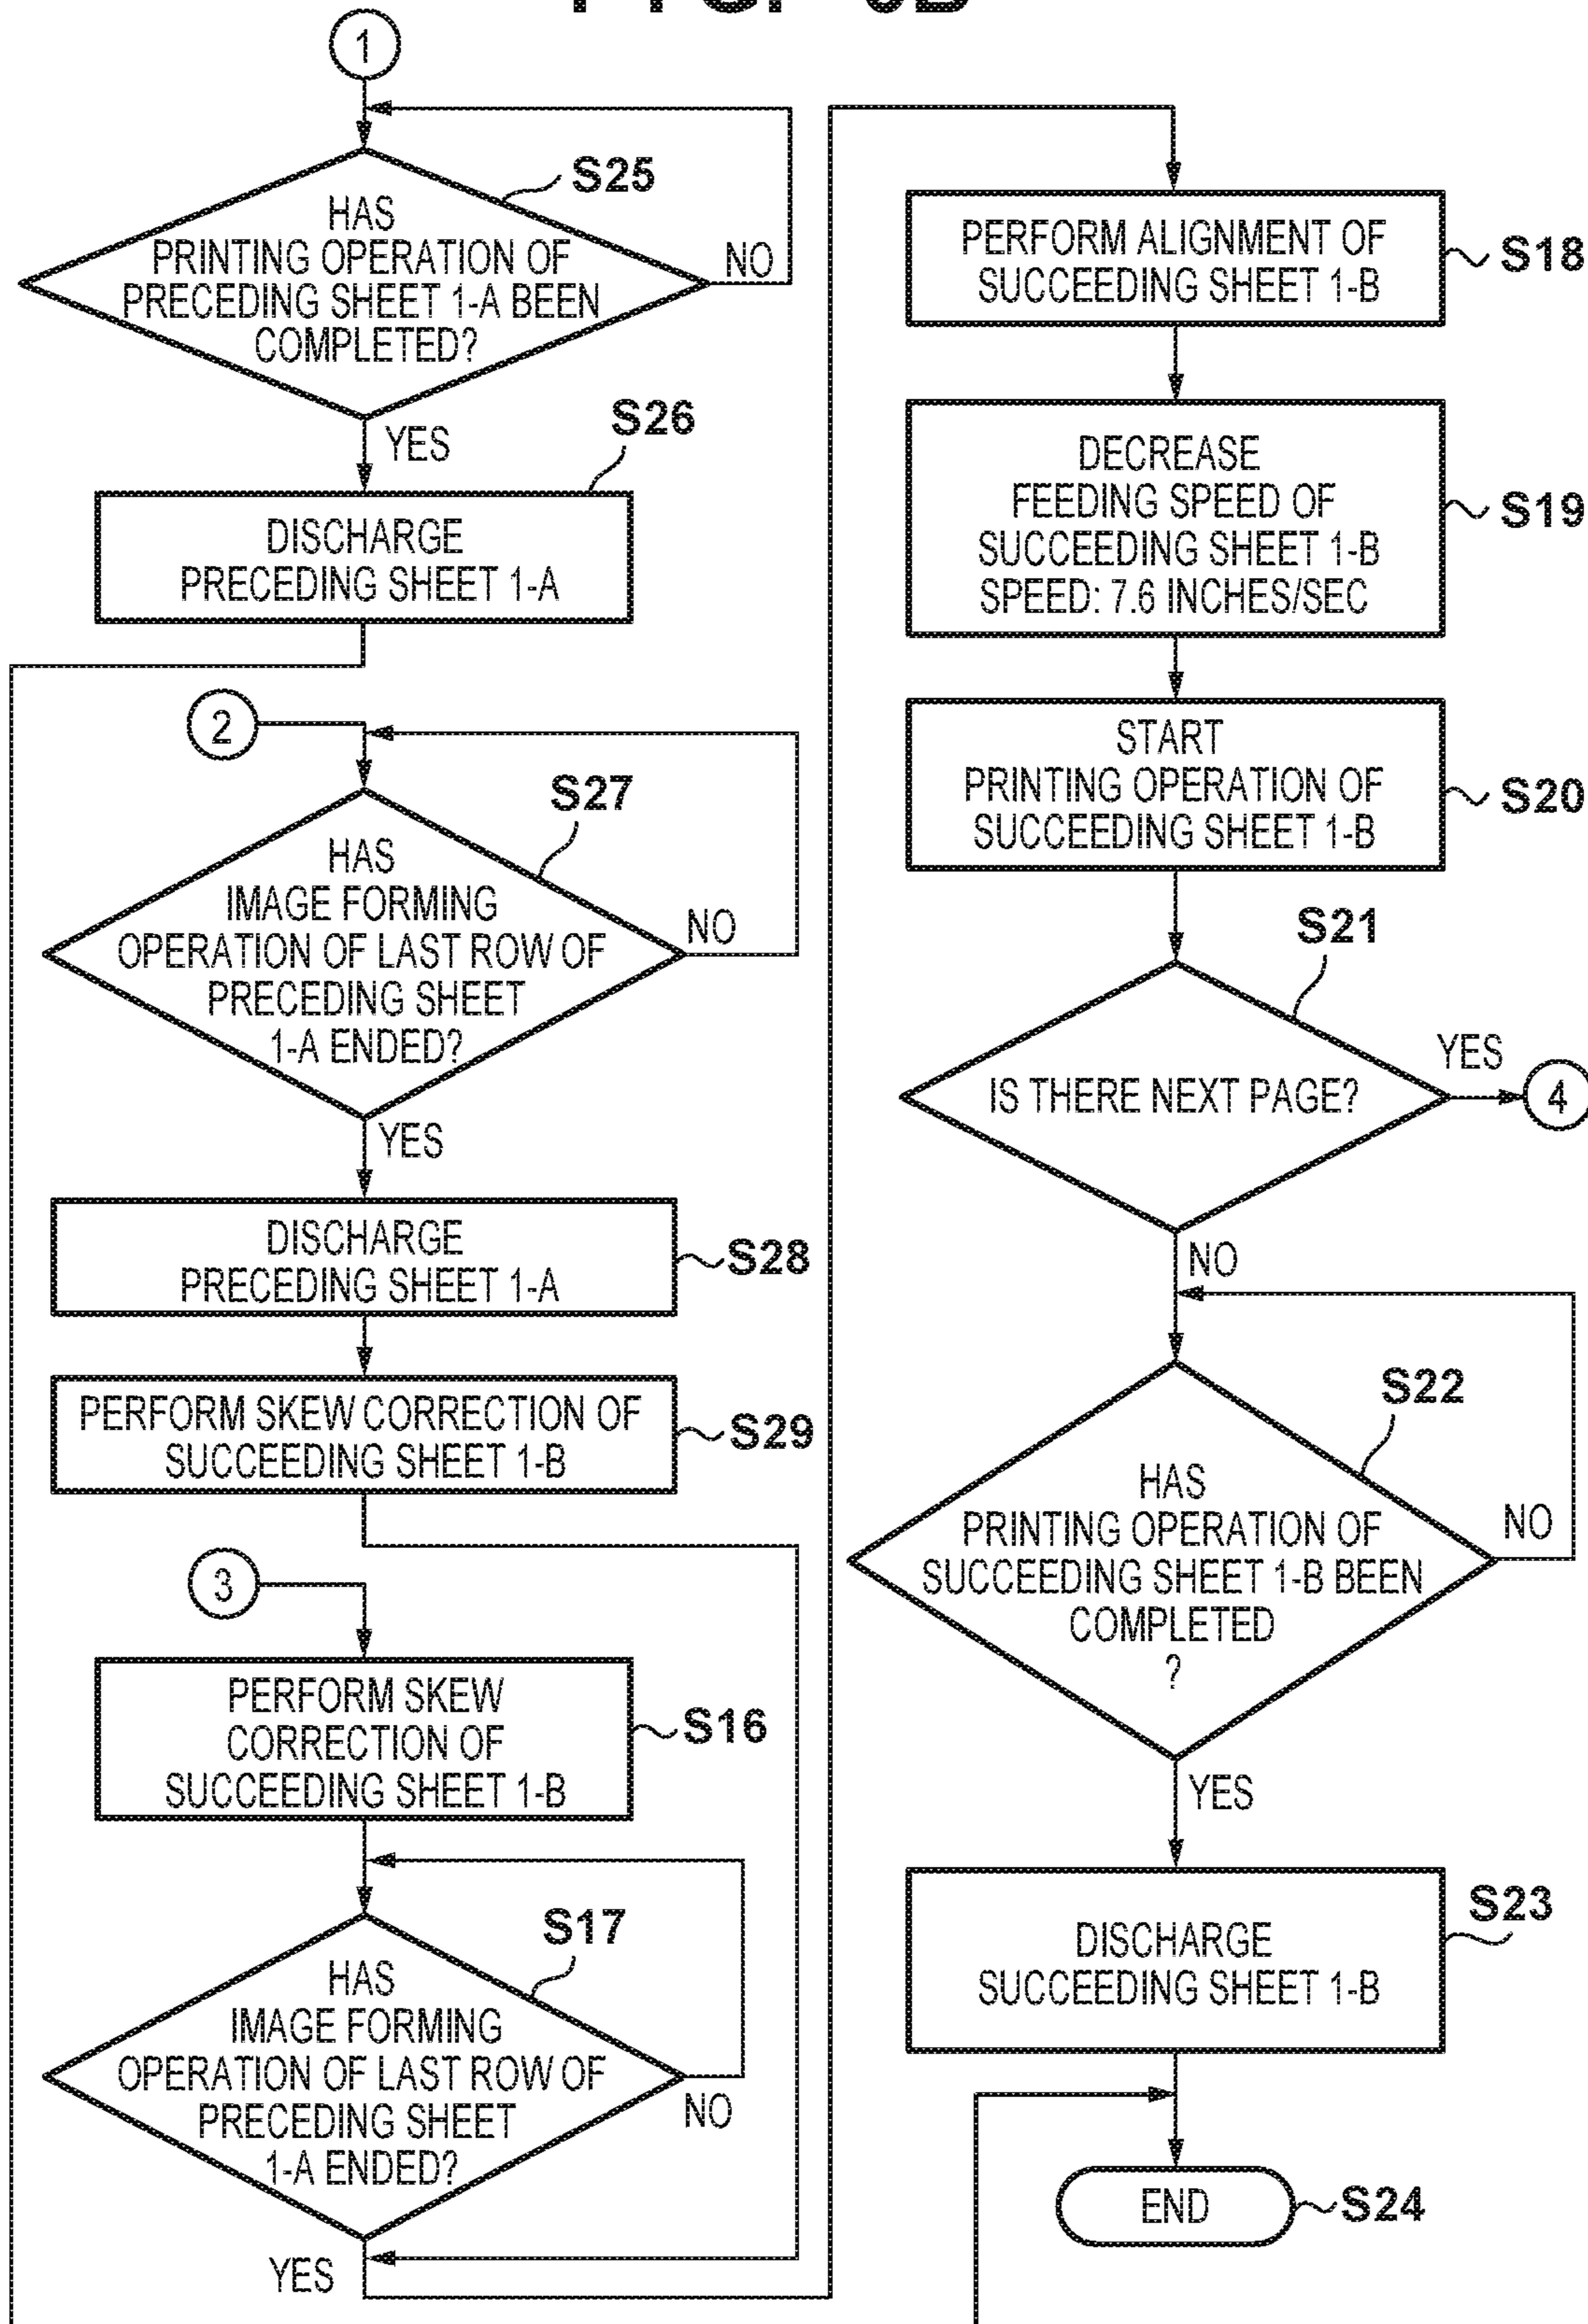 1
S25
HAS
PRINTING OPERATION OF
PRECEDING SHEET 1-A BEEN
COMPLETED?
NO
YES
S26
DISCHARGE
PRECEDING SHEET 1-A
2
S27
HAS
IMAGE FORMING
OPERATION OF LAST ROW OF
PRECEDING SHEET
1-A ENDED?
NO
YES
DISCHARGE
PRECEDING SHEET 1-A
S28
PERFORM SKEW CORRECTION OF
SUCCEEDING SHEET 1-B
S29
3
PERFORM SKEW
CORRECTION OF
SUCCEEDING SHEET 1-B
S16
S17
HAS
IMAGE FORMING
OPERATION OF LAST ROW OF
PRECEDING SHEET
1-A ENDED?
NO
YES
PERFORM ALIGNMENT OF
SUCCEEDING SHEET 1-B
S18
DECREASE
FEEDING SPEED OF
SUCCEEDING SHEET 1-B
SPEED: 7.6 INCHES/SEC
S19
START
PRINTING OPERATION OF
SUCCEEDING SHEET 1-B
S20
S21
IS THERE NEXT PAGE?
YES
4
NO
S22
HAS
PRINTING OPERATION OF
SUCCEEDING SHEET 1-B BEEN
COMPLETED
?
NO
YES
DISCHARGE
SUCCEEDING SHEET 1-B
S23
END
S24